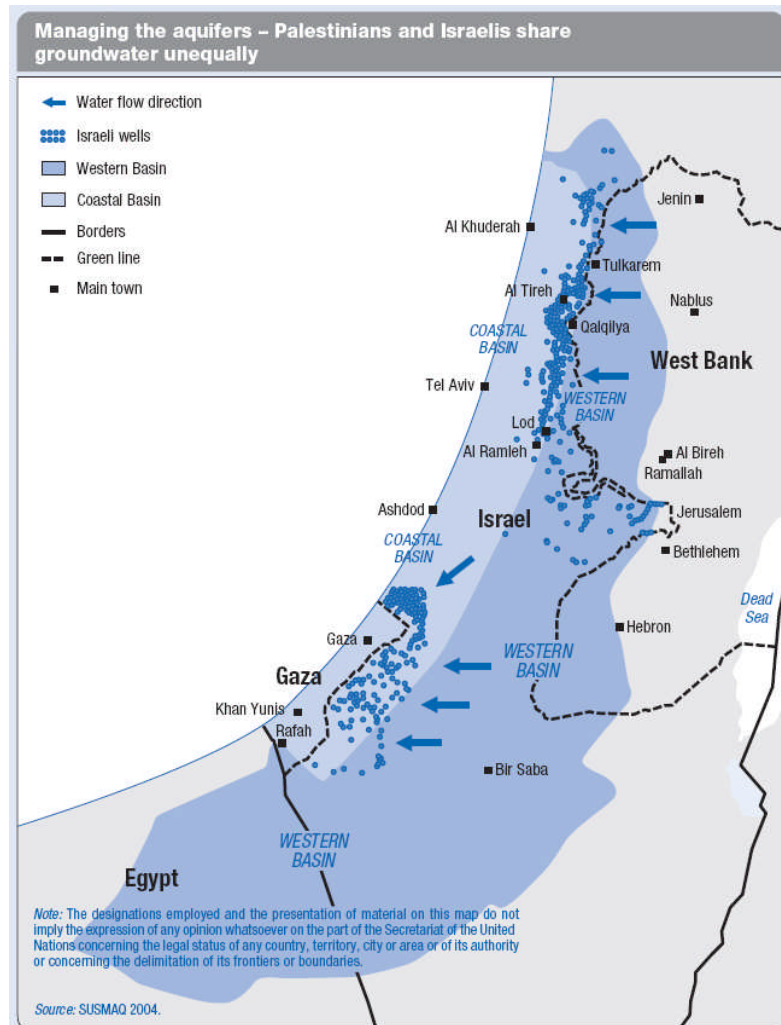 Managing the aquifers – Palestinians and Israelis share
groundwater unequally
Water flow direction
Israeli wells
Western Basin
Coastal Basin
Borders
Green line
Main town
Jenin
Al Khuderah
Tulkarem
Al Tireh
Nablus
Qalqilya
COASTAL
BASIN
West Bank
Tel Aviv
WESTERN
BASIN
Lod
Al Ramleh
Al Bireh
Ramallah
Ashdod
Israel
Jerusalem
COASTAL
BASIN
Bethlehem
Dead
Sea
Hebron
Gaza
WESTERN
BASIN
Gaza
Khan Yunis
Rafah
Bir Saba
WESTERN
BASIN
Egypt
Note: The designations employed and the presentation of material on this map do not
imply the expression of any opinion whatsoever on the part of the Secretariat of the United
Nations concerning the legal status of any country, territory, city or area or of its authority
or concerning the delimitation of its frontiers or boundaries.
Source: SUSMAQ 2004.